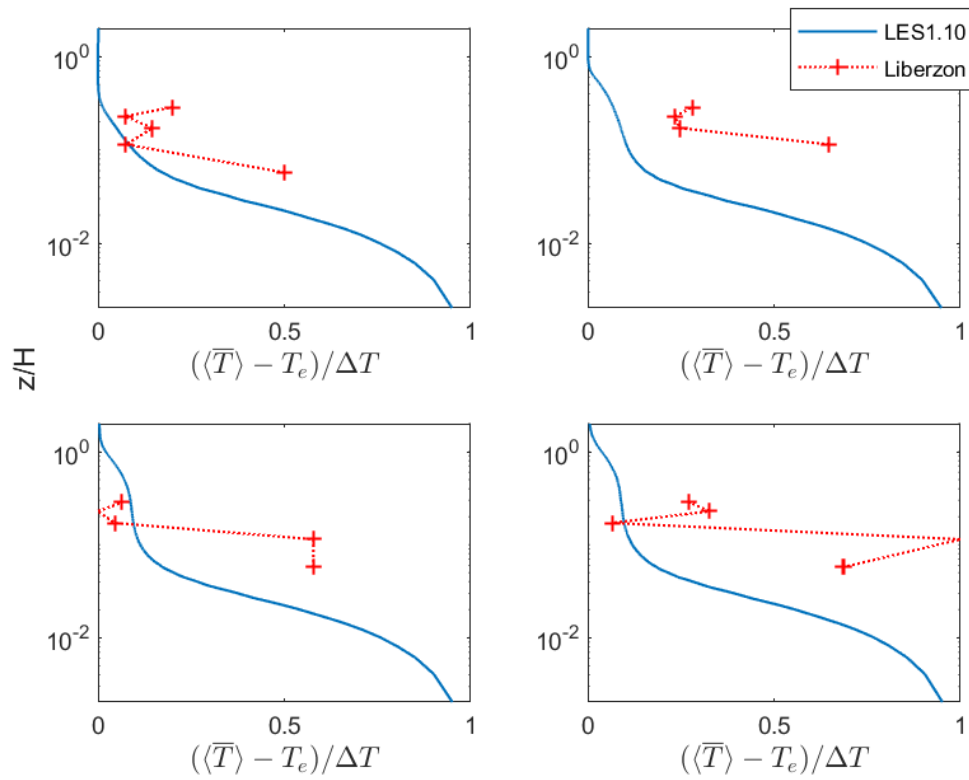 LES1.10
Liberzon
10^0
10^-2
0 0.5 1
(⟨T̅⟩ − T_e)/ΔT
10^0
10^-2
0 0.5 1
(⟨T̅⟩ − T_e)/ΔT
z/H
10^0
10^-2
0 0.5 1
(⟨T̅⟩ − T_e)/ΔT
10^0
10^-2
0 0.5 1
(⟨T̅⟩ − T_e)/ΔT